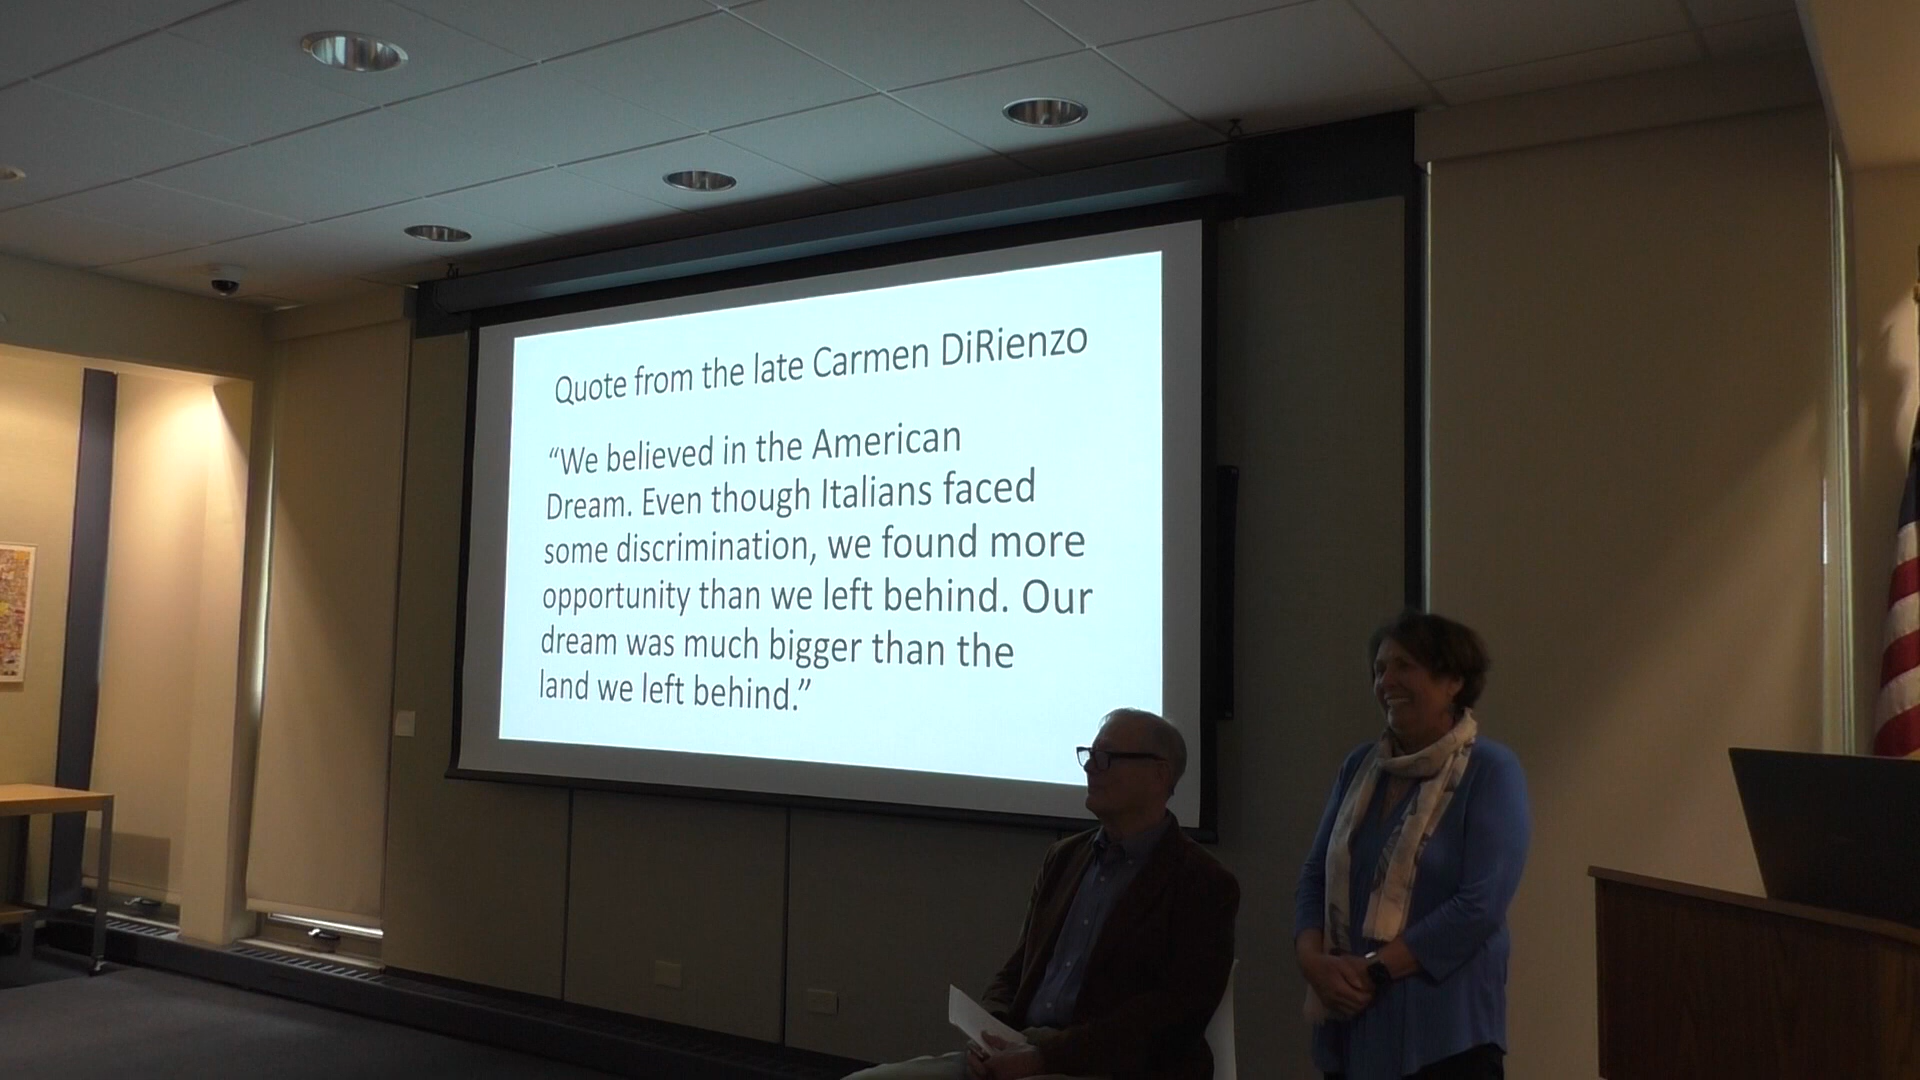 Quote from the late Carmen DiRienzo
“We believed in the American
Dream. Even though Italians faced
some discrimination, we found more
opportunity than we left behind. Our
dream was much bigger than the
land we left behind.”